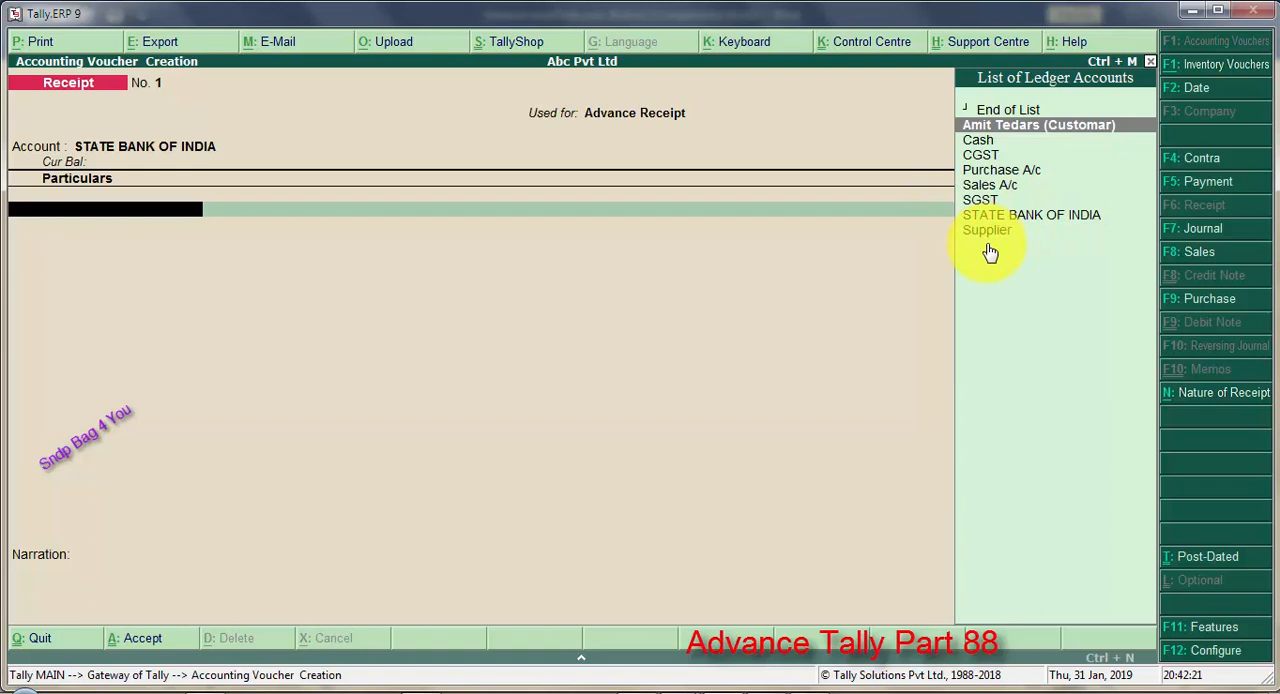 Tally.ERP 9
P: Print
E: Export
M: E-Mail
O: Upload
S: TallyShop
G: Language
K: Keyboard
K: Control Centre
H: Support Centre
H: Help
Accounting Voucher Creation
Abc Pvt Ltd
Ctrl + M
Receipt No. 1
Used for: Advance Receipt
Account : STATE BANK OF INDIA
Cur Bal:
Particulars
Narration:
List of Ledger Accounts
End of List
Amit Tedars (Customar)
Cash
CGST
Purchase A/c
Sales A/c
SGST
STATE BANK OF INDIA
Supplier
F1: Accounting Vouchers
F1: Inventory Vouchers
F2: Date
F3: Company
F4: Contra
F5: Payment
F6: Receipt
F7: Journal
F8: Sales
F8: Credit Note
F9: Purchase
F9: Debit Note
F10: Reversing Journal
F10: Memos
N: Nature of Receipt
T: Post-Dated
L: Optional
F11: Features
F12: Configure
Sndp Bag 4 You
Q: Quit
A: Accept
D: Delete
X: Cancel
Advance Tally Part 88
Ctrl + N
Tally MAIN --> Gateway of Tally --> Accounting Voucher Creation
© Tally Solutions Pvt Ltd., 1988-2018
Thu, 31 Jan, 2019
20:42:21